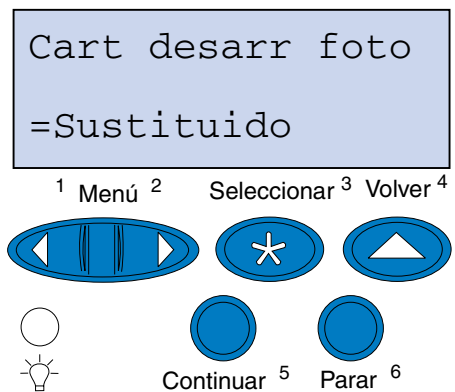 Cart desarr foto
=Sustituido
1 Menú 2 Seleccionar 3 Volver 4
Continuar 5 Parar 6